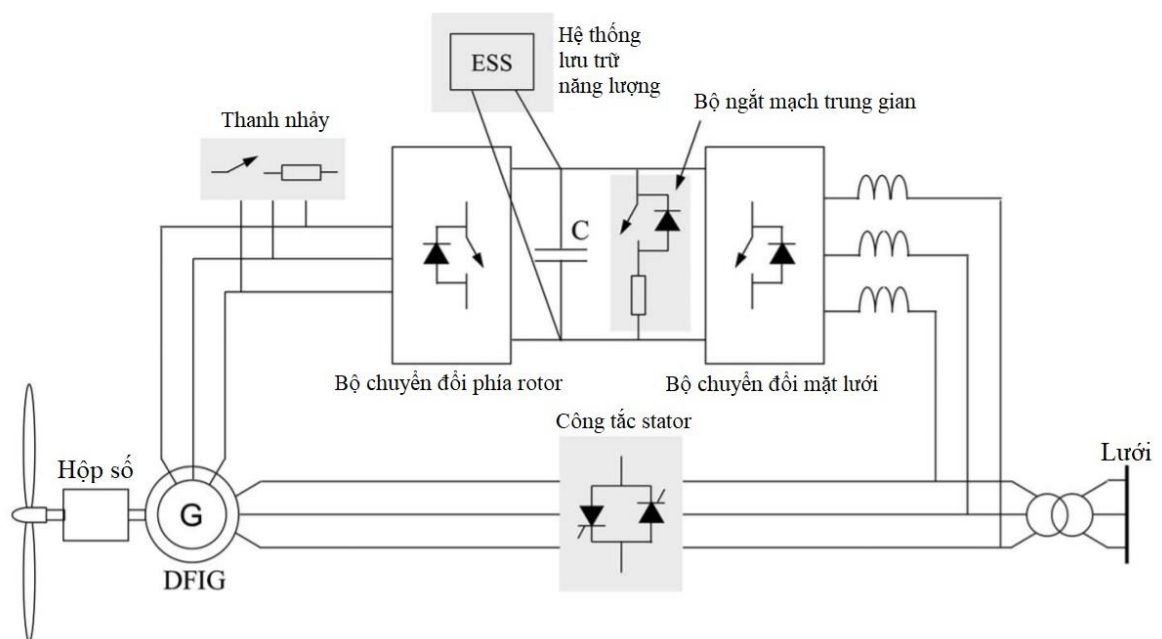 ESS
Hệ thống
lưu trữ
năng lượng
Bộ ngắt mạch trung gian
Thanh nhảy
C
Bộ chuyển đổi phía rotor
Bộ chuyển đổi mặt lưới
Công tắc stator
Hộp số
Lưới
G
DFIG